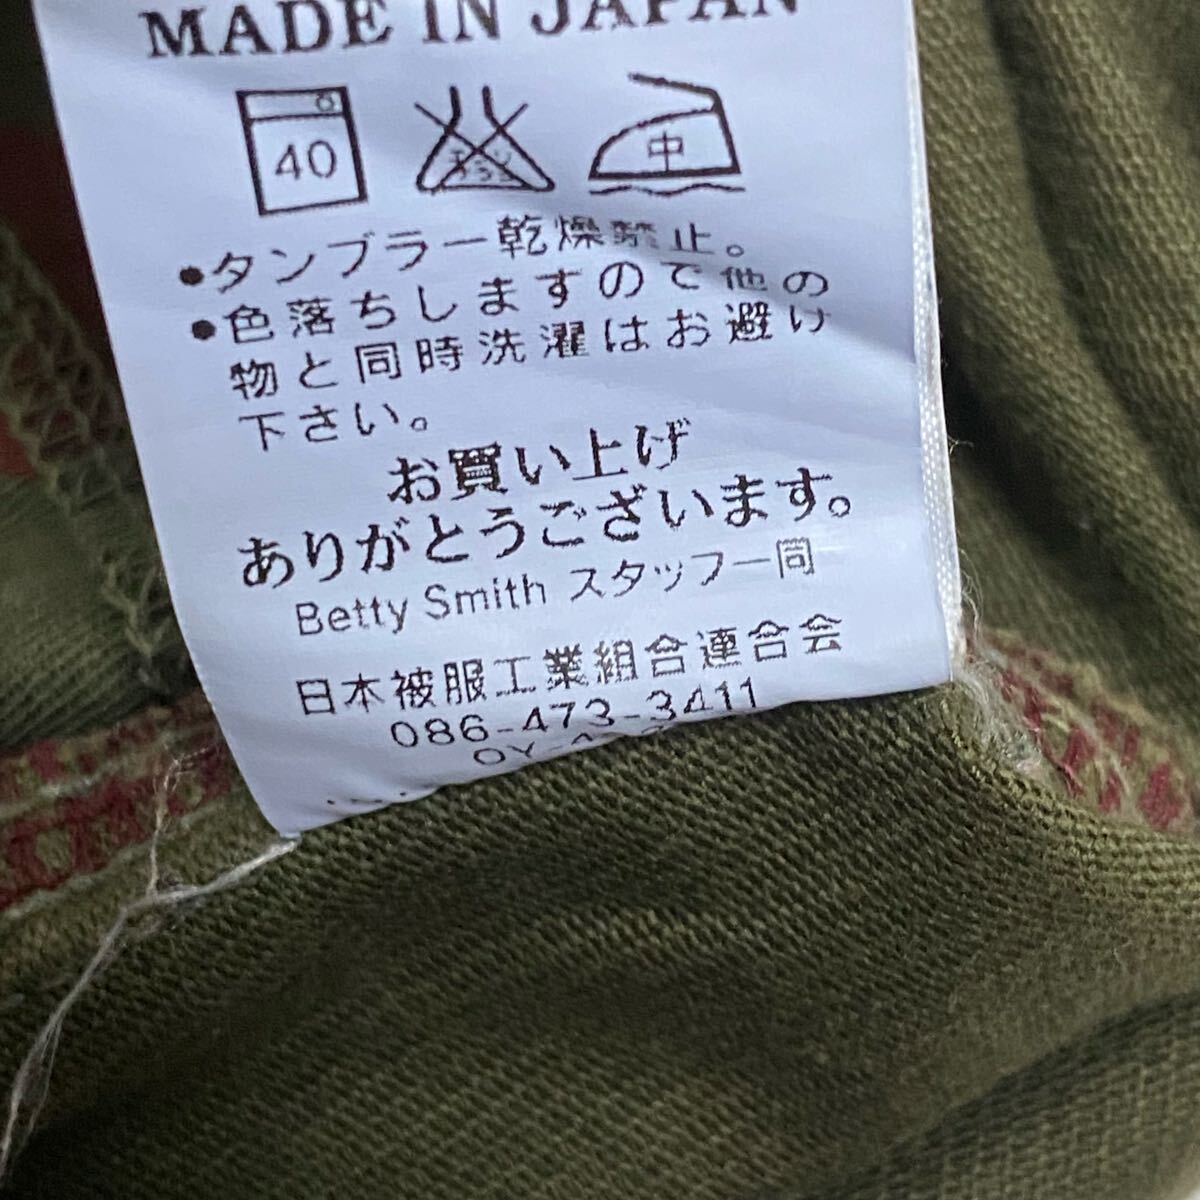 MADE IN JAPAN
40
中
•タンブラー乾燥禁止。
•色落ちしますので他の
物と同時洗濯はお避け
下さい。
お買い上げ
ありがとうございます。
Betty Smith スタッフ一同
日本被服工業組合連合会
086-473-3411